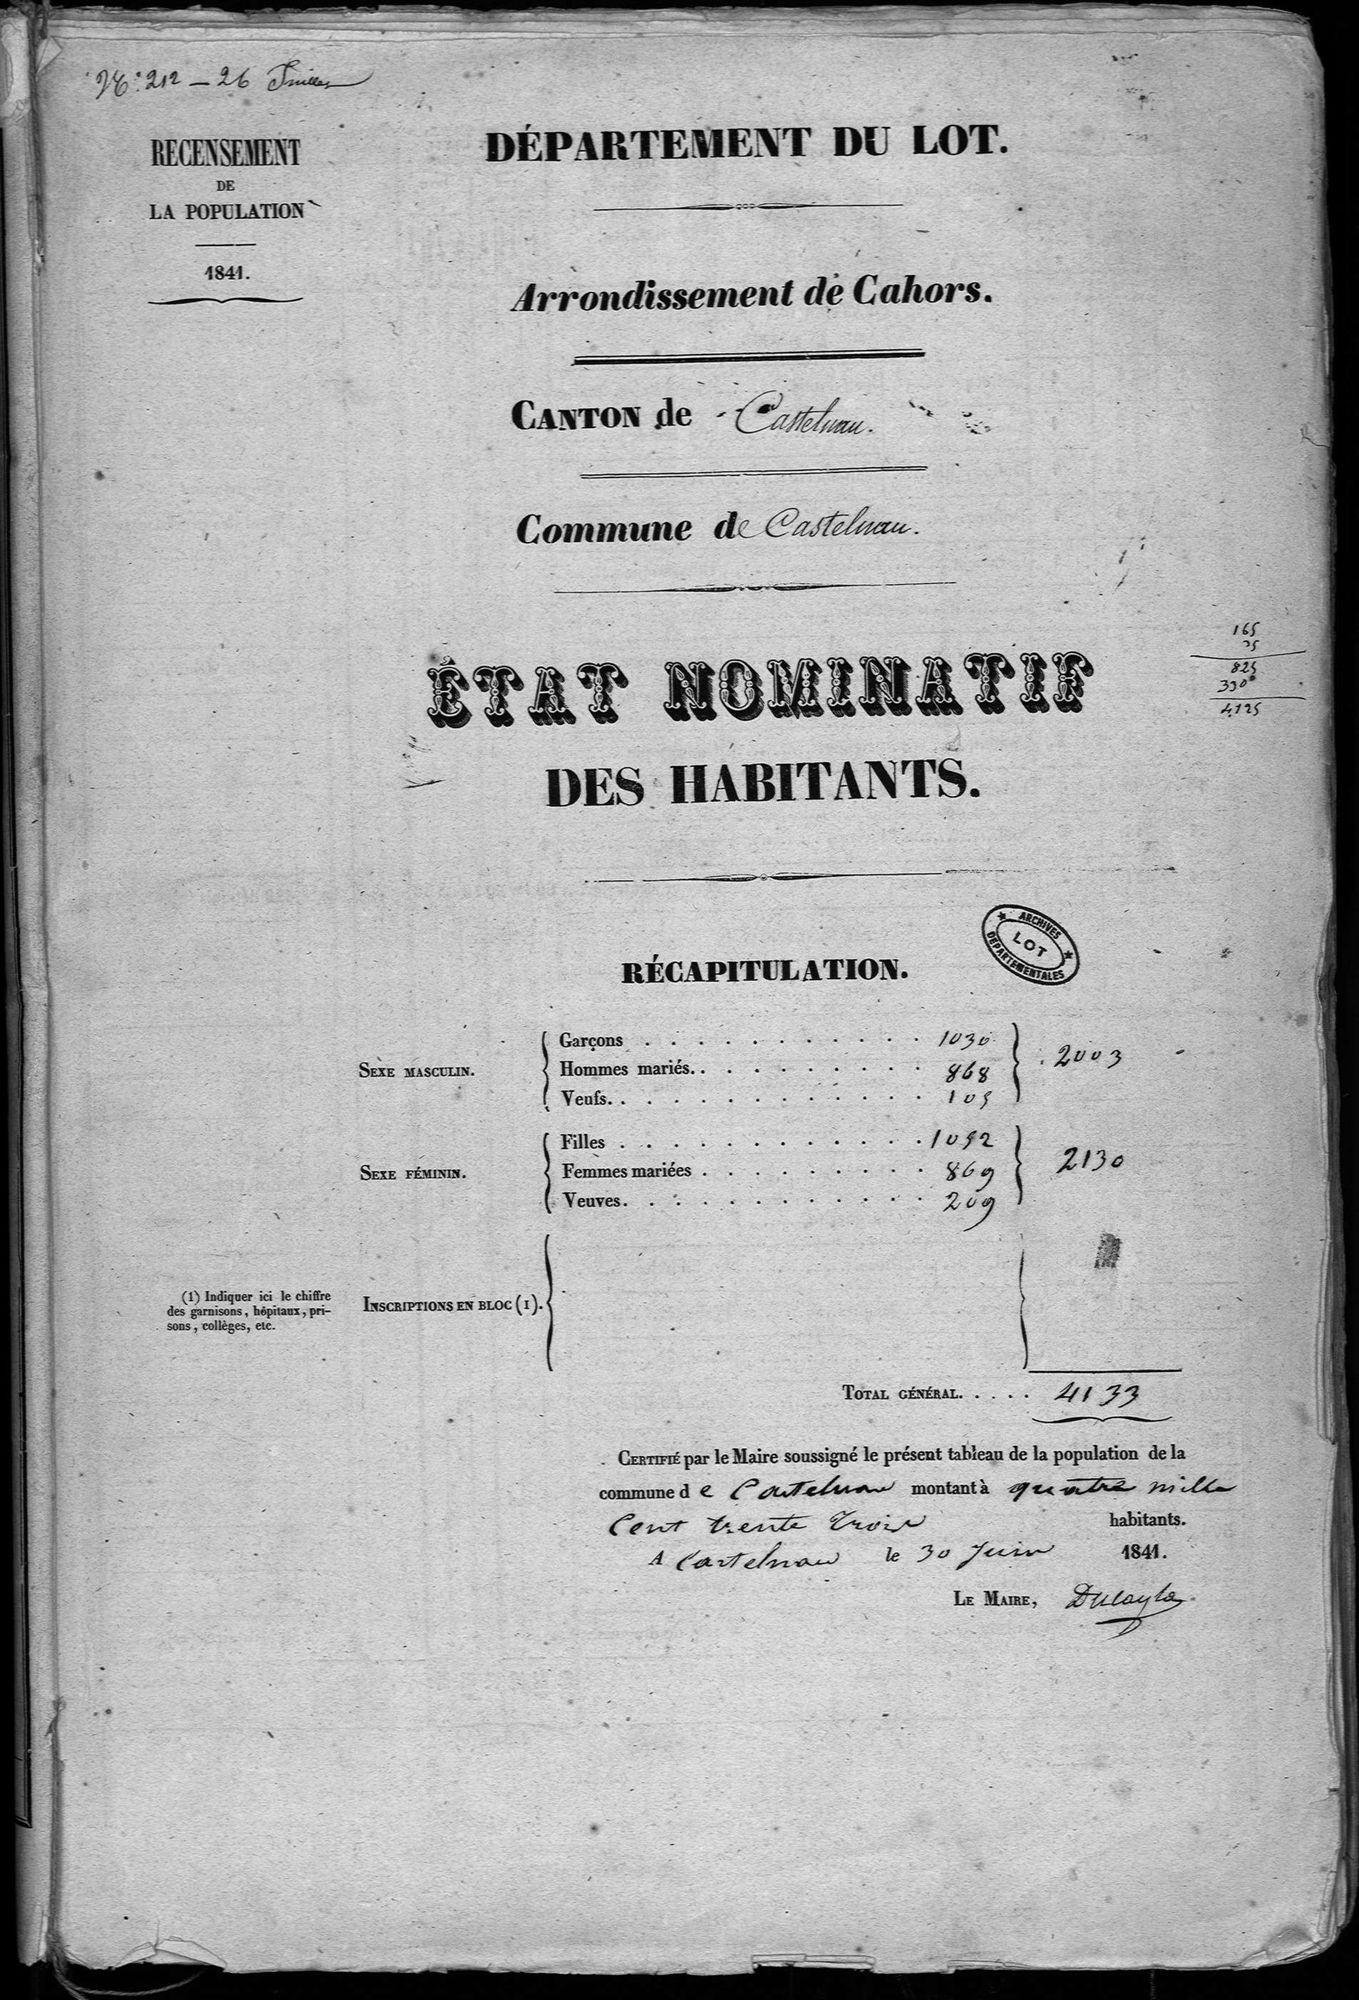 N.° 212 — 26 Juillet
RECENSEMENT
DE
LA POPULATION
1841.
DÉPARTEMENT DU LOT.
Arrondissement de Cahors.
CANTON de Castelnau.
Commune de Castelnau.
165
25
825
330
4125
ÉTAT NOMINATIF
DES HABITANTS.
ARCHIVES
LOT
DÉPARTEMENTALES
RÉCAPITULATION.
SEXE MASCULIN.
Garçons . . . . . . . . . . . 1030
Hommes mariés. . . . . . . . . . 868
Veufs. . . . . . . . . . . . . 105
2003
SEXE FÉMININ.
Filles . . . . . . . . . . . . 1052
Femmes mariées . . . . . . . . . 869
Veuves. . . . . . . . . . . . 209
2130
(1) Indiquer ici le chiffre
des garnisons, hôpitaux, pri-
sons, collèges, etc.
INSCRIPTIONS EN BLOC (1).
TOTAL GÉNÉRAL. . . . . 4133
CERTIFIÉ par le Maire soussigné le présent tableau de la population de la
commune de Castelnau montant à quatre mille
Cent trente trois habitants.
A Castelnau le 30 Juin 1841.
LE MAIRE,